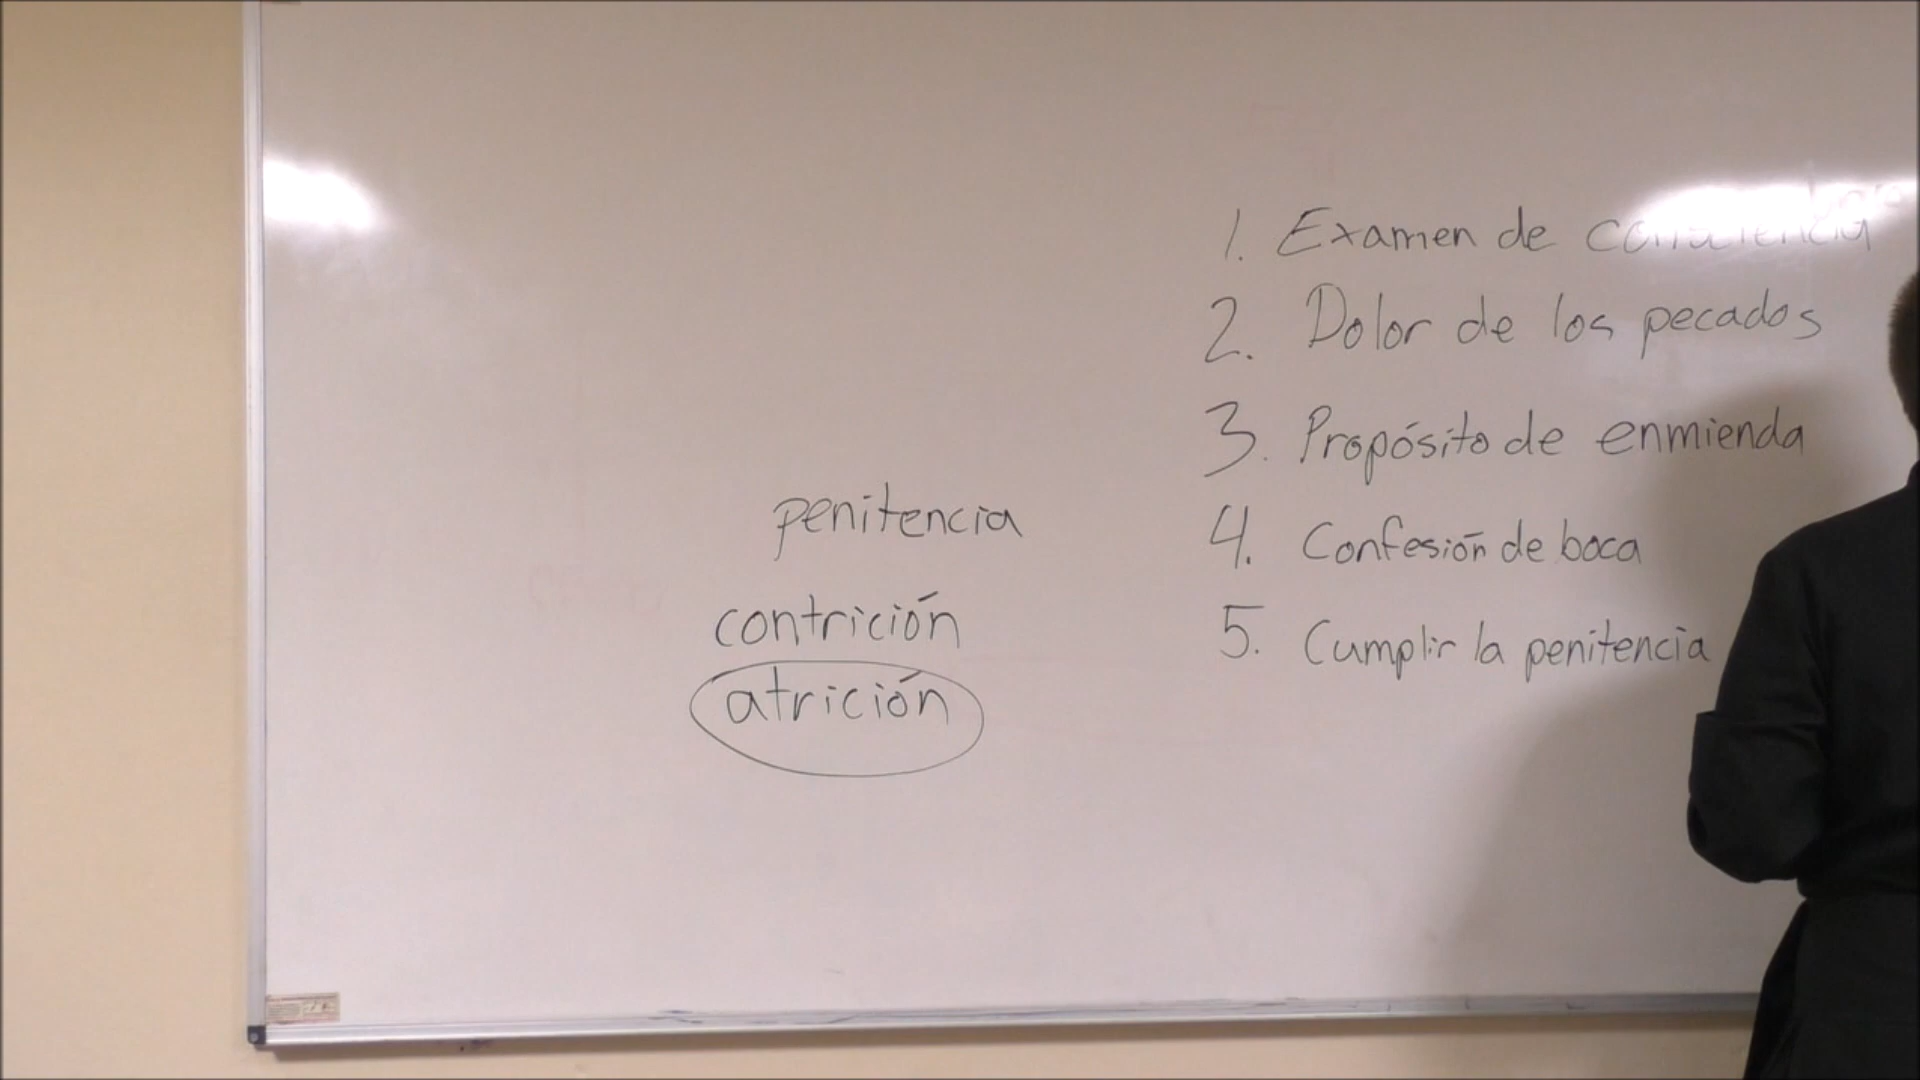 1. Examen de consciencia
2. Dolor de los pecados
3. Propósito de enmienda
4. Confesión de boca
5. Cumplir la penitencia
penitencia
contrición
atrición